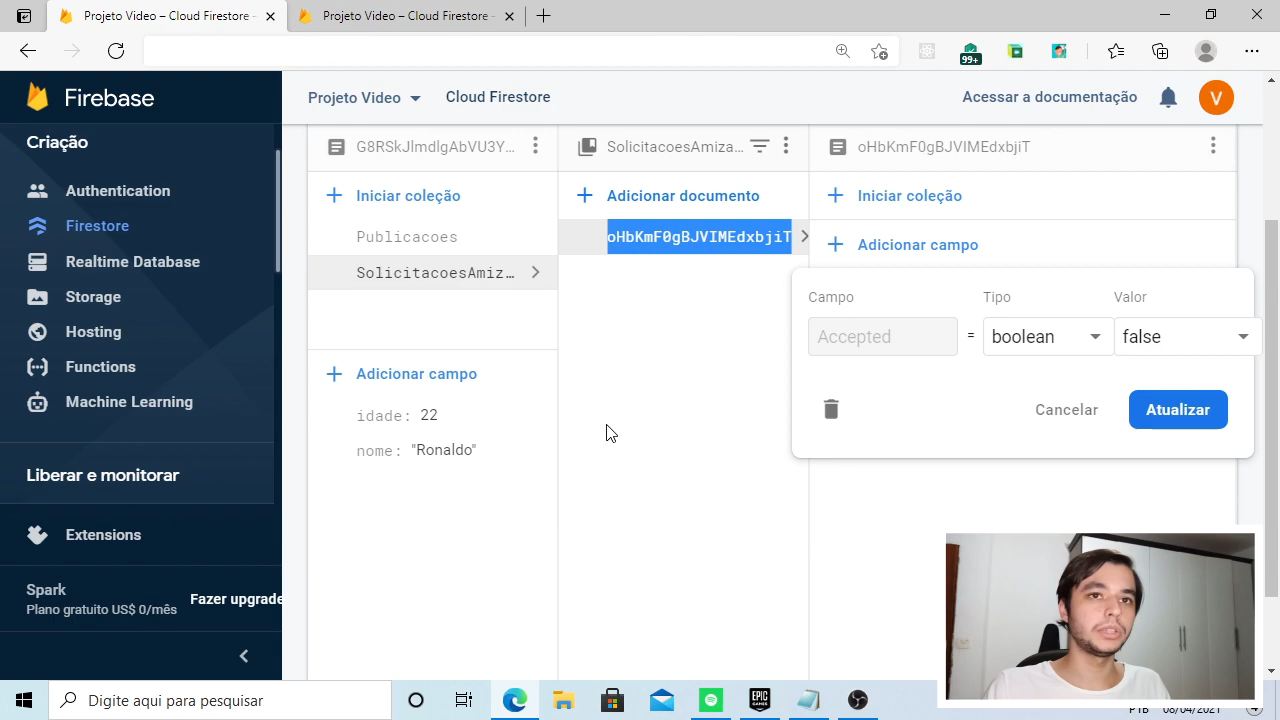 Projeto Video – Cloud Firestore
Projeto Video – Cloud Firestore -
99+
Firebase
Projeto Video
Cloud Firestore
Acessar a documentação
V
Criação
Authentication
Firestore
Realtime Database
Storage
Hosting
Functions
Machine Learning
Liberar e monitorar
Extensions
Spark
Plano gratuito US$ 0/mês
Fazer upgrade
G8RSkJlmdlgAbVU3Y...
Iniciar coleção
Publicacoes
SolicitacoesAmiz...
Adicionar campo
idade: 22
nome: "Ronaldo"
SolicitacoesAmiza...
Adicionar documento
oHbKmF0gBJVIMEdxbjiT
oHbKmF0gBJVIMEdxbjiT
Iniciar coleção
Adicionar campo
Campo Tipo Valor
Accepted = boolean false
Cancelar Atualizar
Digite aqui para pesquisar
EPIC GAMES
PTB 08/04/2021